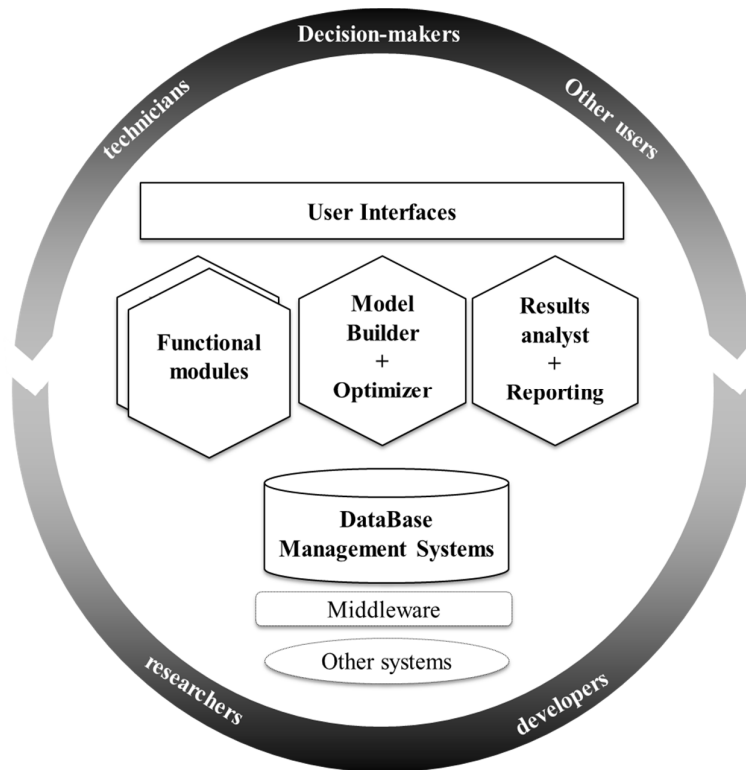 Decision-makers
technicians
Other users
User Interfaces
Functional
modules
Model
Builder
+
Optimizer
Results
analyst
+
Reporting
DataBase
Management Systems
Middleware
Other systems
researchers
developers